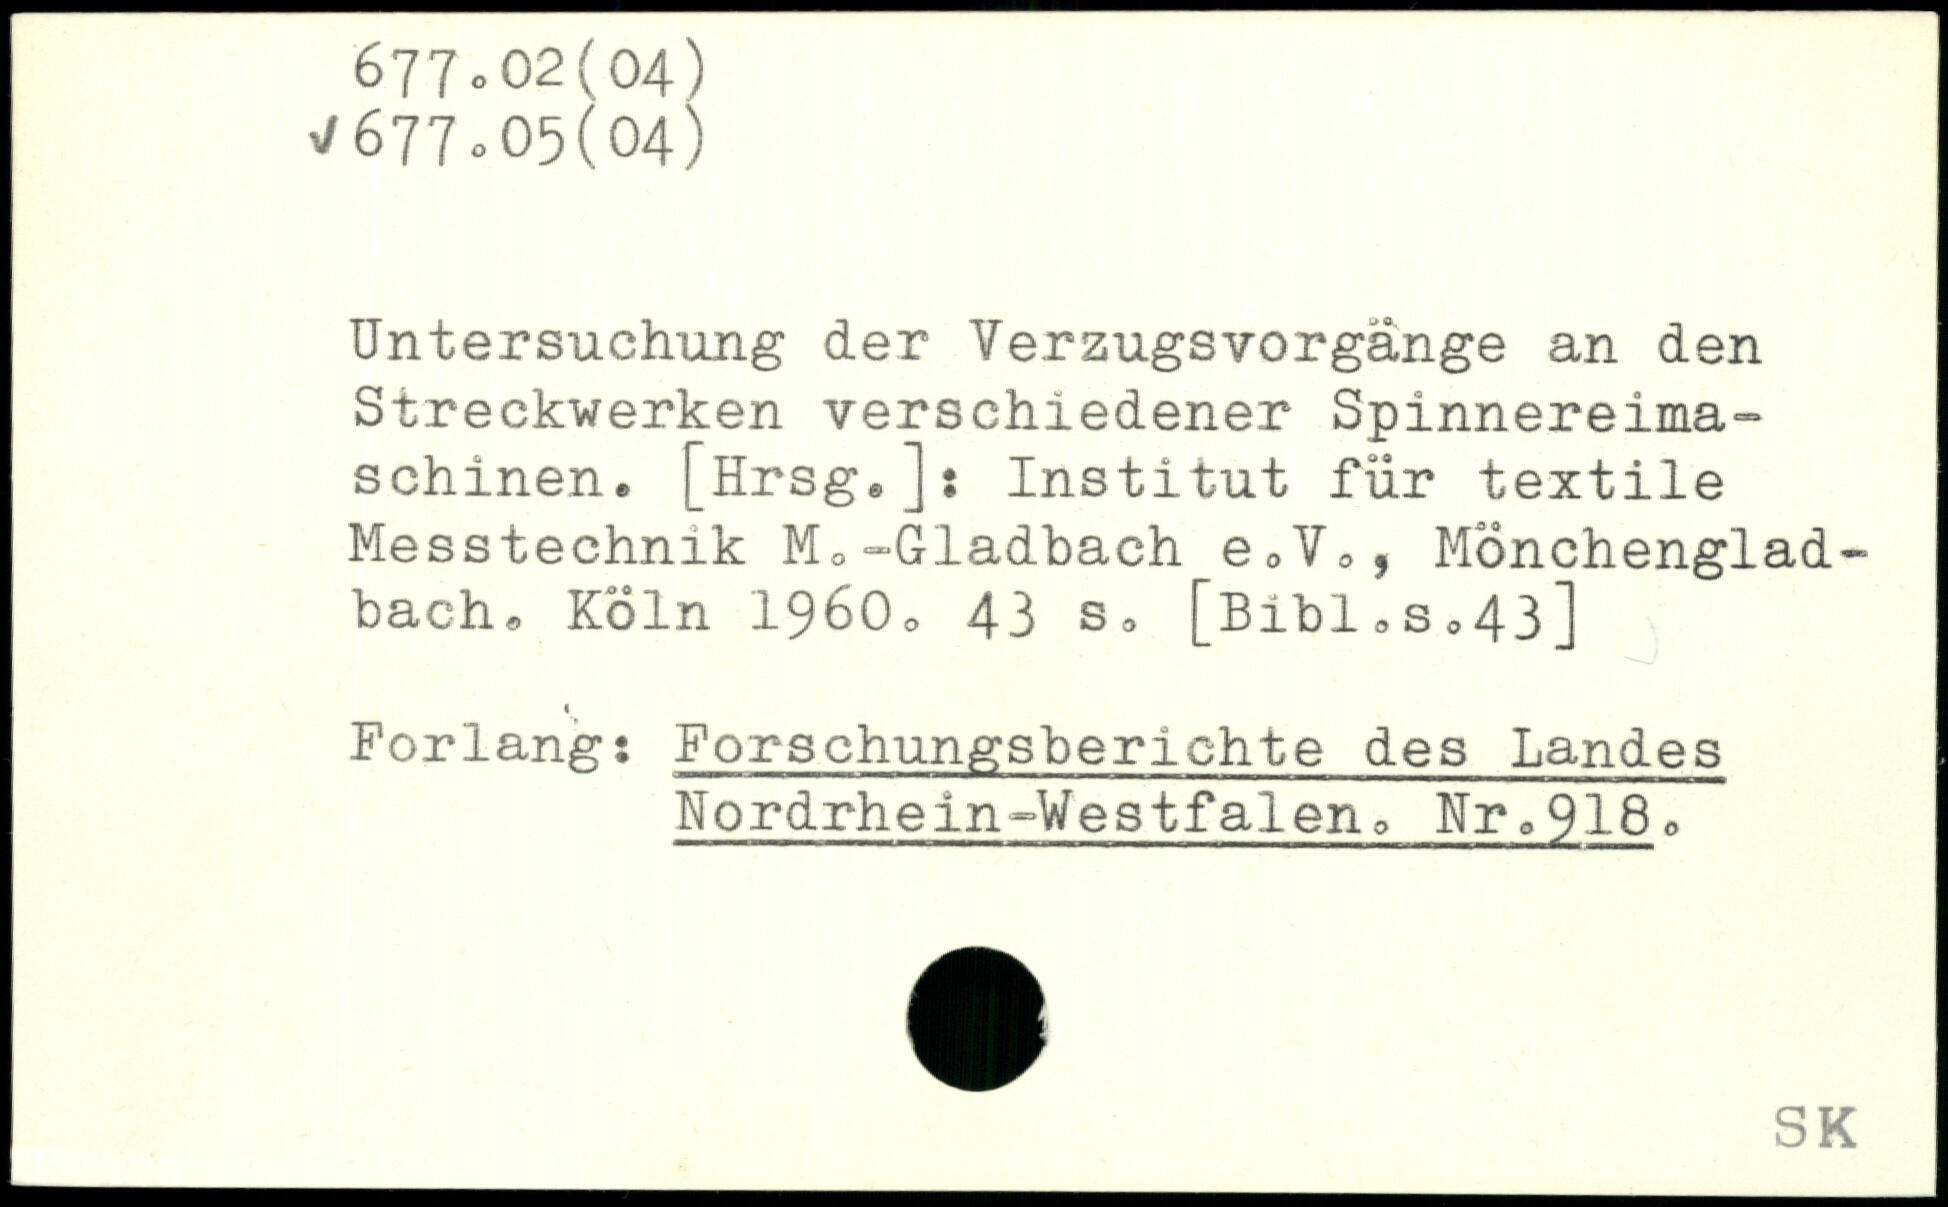 677.02(04)
✓677.05(04)
Untersuchung der Verzugsvorgänge an den
Streckwerken verschiedener Spinnereima-
schinen. [Hrsg.]: Institut für textile
Messtechnik M.-Gladbach e.V., Mönchenglad-
bach. Köln 1960. 43 s. [Bibl.s.43]
Forlang: Forschungsberichte des Landes
Nordrhein-Westfalen. Nr.918.
SK